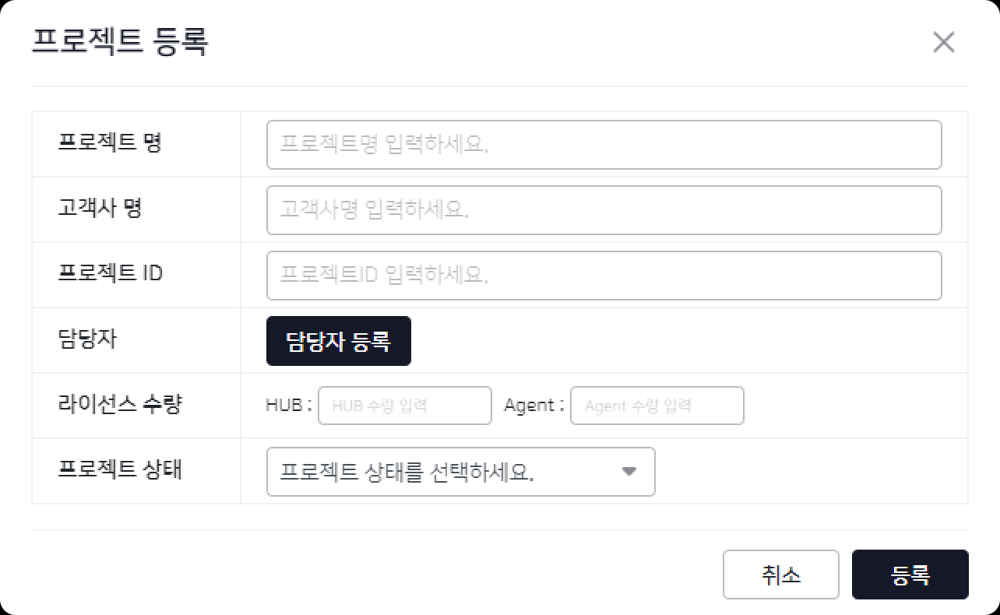 프로젝트 등록
프로젝트 명
프로젝트명 입력하세요.
고객사 명
고객사명 입력하세요.
프로젝트 ID
프로젝트ID 입력하세요.
담당자
담당자 등록
라이선스 수량
HUB : HUB 수량 입력 Agent : Agent 수량 입력
프로젝트 상태
프로젝트 상태를 선택하세요.
취소
등록